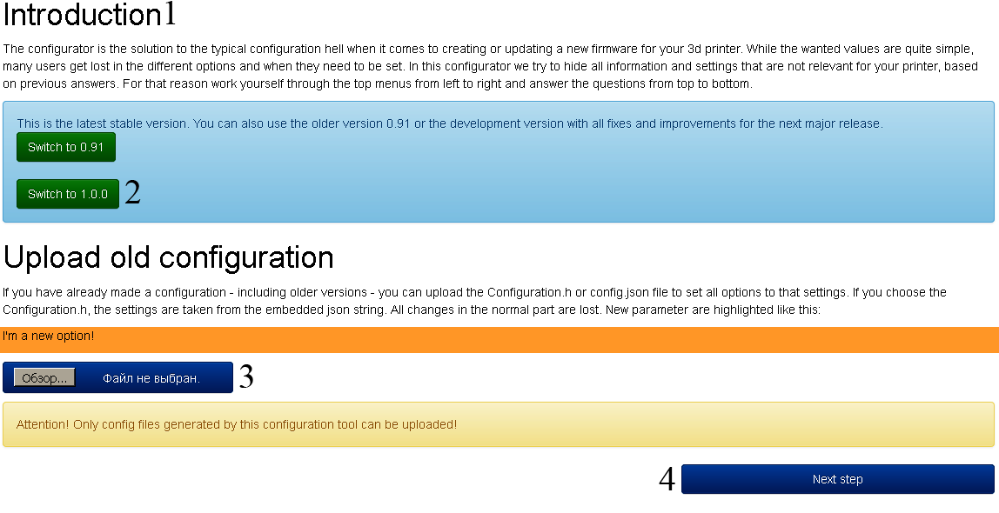 Introduction1
The configurator is the solution to the typical configuration hell when it comes to creating or updating a new firmware for your 3d printer. While the wanted values are quite simple,
many users get lost in the different options and when they need to be set. In this configurator we try to hide all information and settings that are not relevant for your printer, based
on previous answers. For that reason work yourself through the top menus from left to right and answer the questions from top to bottom.
This is the latest stable version. You can also use the older version 0.91 or the development version with all fixes and improvements for the next major release.
Switch to 0.91
Switch to 1.0.0 2
Upload old configuration
If you have already made a configuration - including older versions - you can upload the Configuration.h or config.json file to set all options to that settings. If you choose the
Configuration.h, the settings are taken from the embedded json string. All changes in the normal part are lost. New parameter are highlighted like this:
I'm a new option!
Обзор... Файл не выбран. 3
Attention! Only config files generated by this configuration tool can be uploaded!
4 Next step